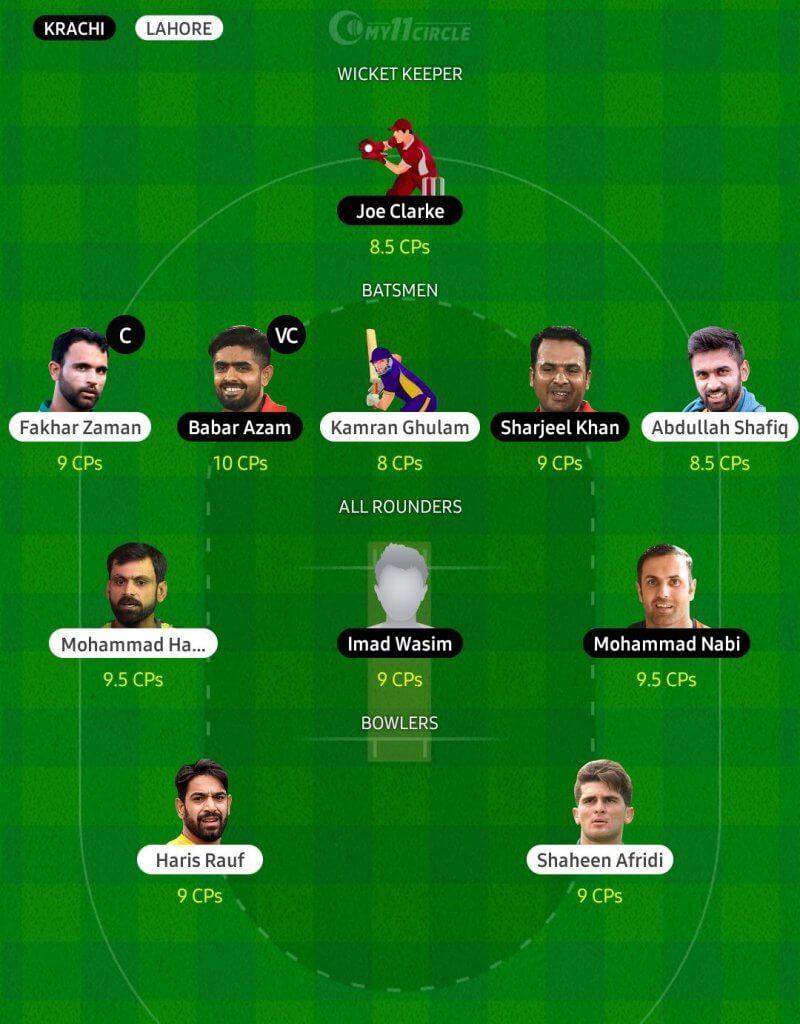 KRACHI LAHORE MY11CIRCLE
WICKET KEEPER
Joe Clarke
8.5 CPs
BATSMEN
C VC
Fakhar Zaman Babar Azam Kamran Ghulam Sharjeel Khan Abdullah Shafiq
9 CPs 10 CPs 8 CPs 9 CPs 8.5 CPs
ALL ROUNDERS
Mohammad Ha... Imad Wasim Mohammad Nabi
9.5 CPs 9 CPs 9.5 CPs
BOWLERS
Haris Rauf Shaheen Afridi
9 CPs 9 CPs